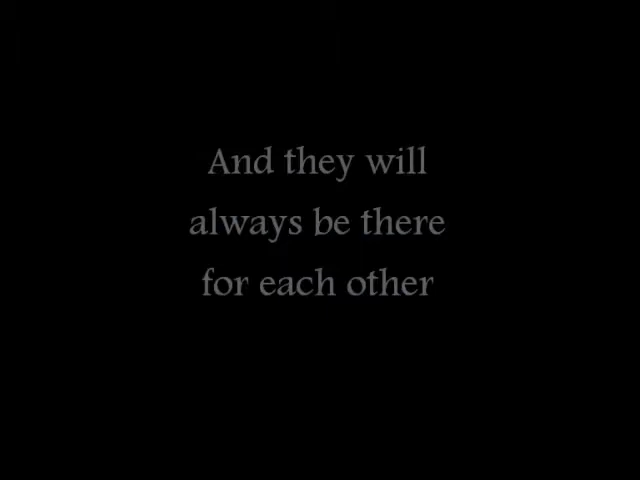 And they will
always be there
for each other